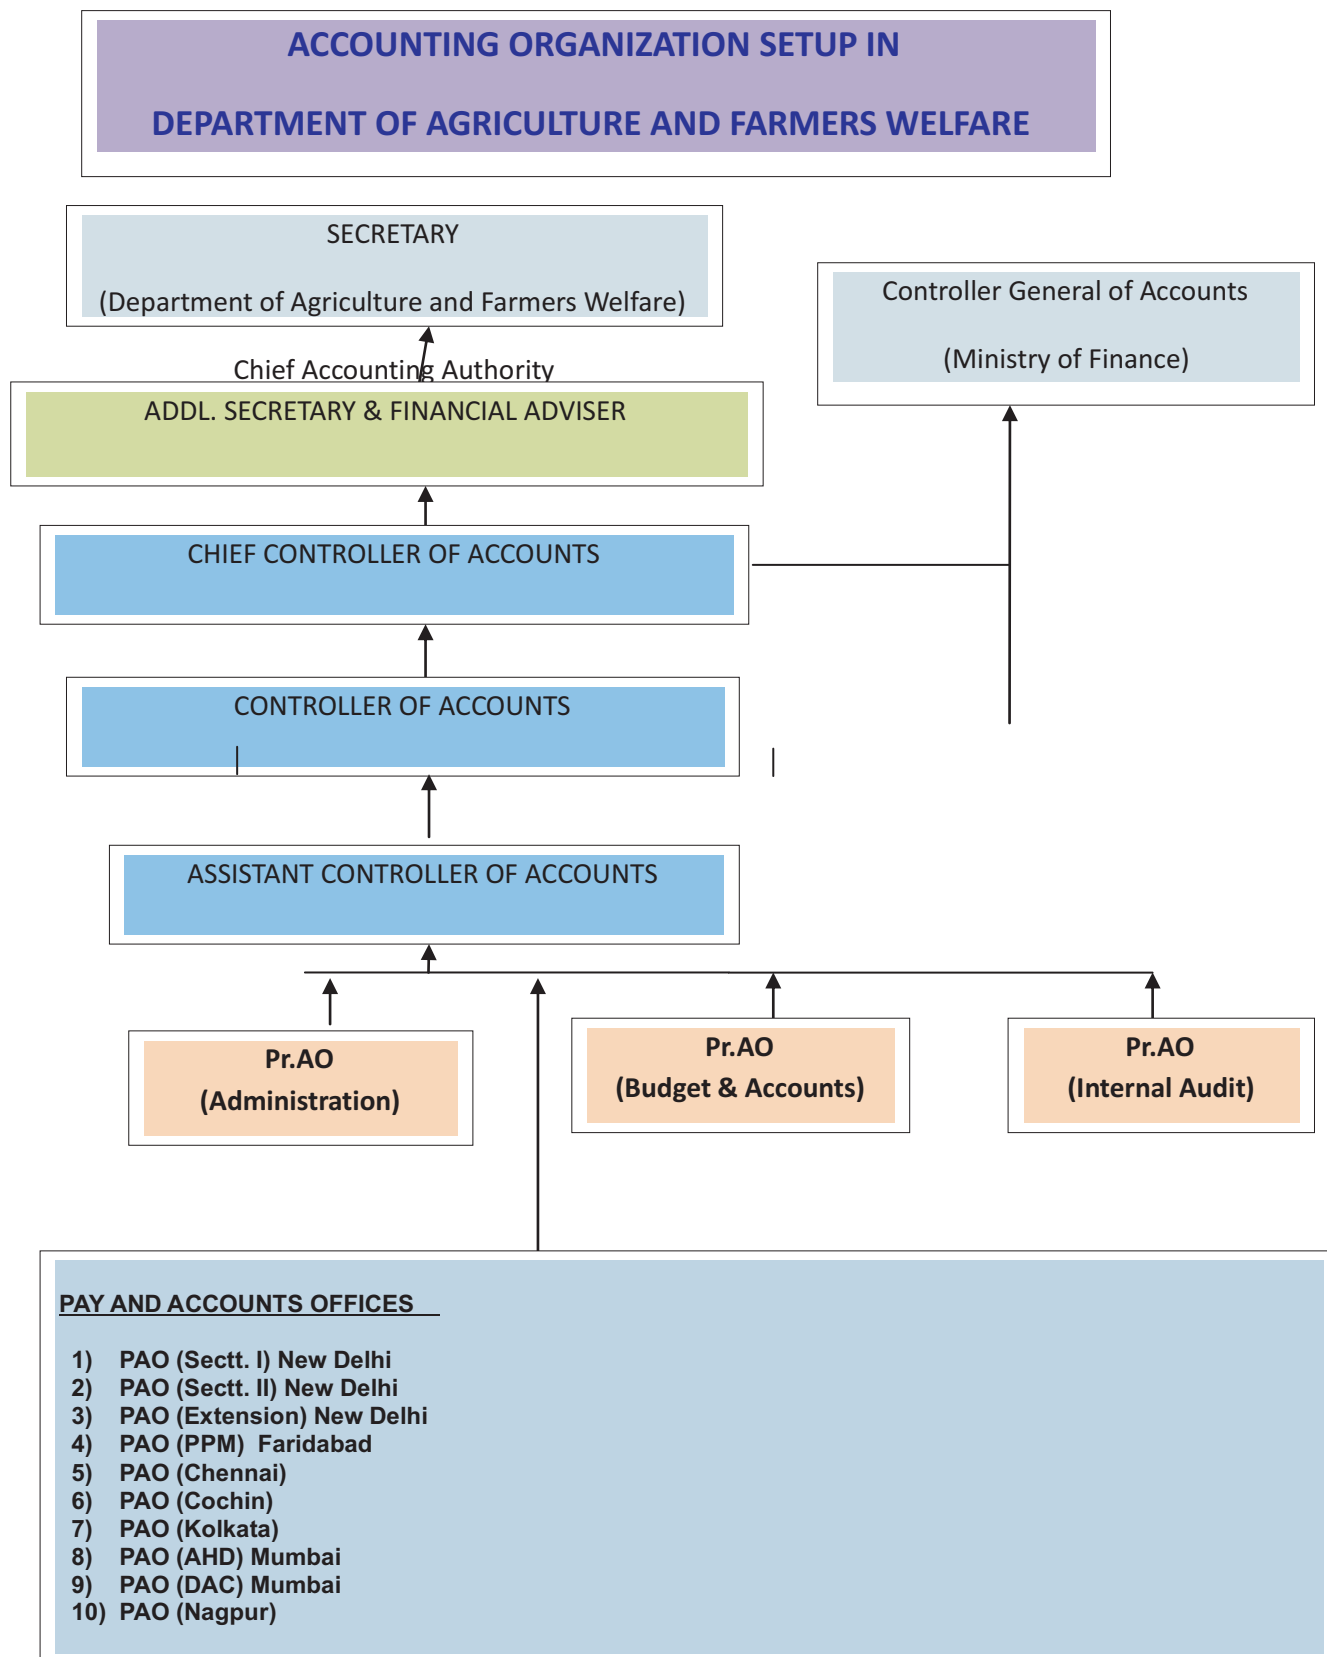 ACCOUNTING ORGANIZATION SETUP IN
DEPARTMENT OF AGRICULTURE AND FARMERS WELFARE
SECRETARY
(Department of Agriculture and Farmers Welfare)
Chief Accounting Authority
Controller General of Accounts
(Ministry of Finance)
ADDL. SECRETARY & FINANCIAL ADVISER
CHIEF CONTROLLER OF ACCOUNTS
CONTROLLER OF ACCOUNTS
ASSISTANT CONTROLLER OF ACCOUNTS
Pr.AO
(Administration)
Pr.AO
(Budget & Accounts)
Pr.AO
(Internal Audit)
PAY AND ACCOUNTS OFFICES
1) PAO (Sectt. I) New Delhi
2) PAO (Sectt. II) New Delhi
3) PAO (Extension) New Delhi
4) PAO (PPM) Faridabad
5) PAO (Chennai)
6) PAO (Cochin)
7) PAO (Kolkata)
8) PAO (AHD) Mumbai
9) PAO (DAC) Mumbai
10) PAO (Nagpur)